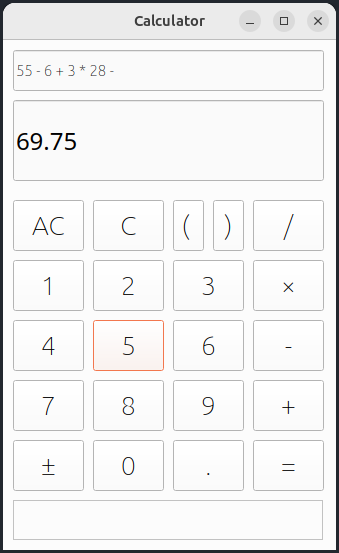 Calculator
55 - 6 + 3 * 28 -
69.75
AC C ( ) /
1 2 3 ×
4 5 6 -
7 8 9 +
± 0 . =